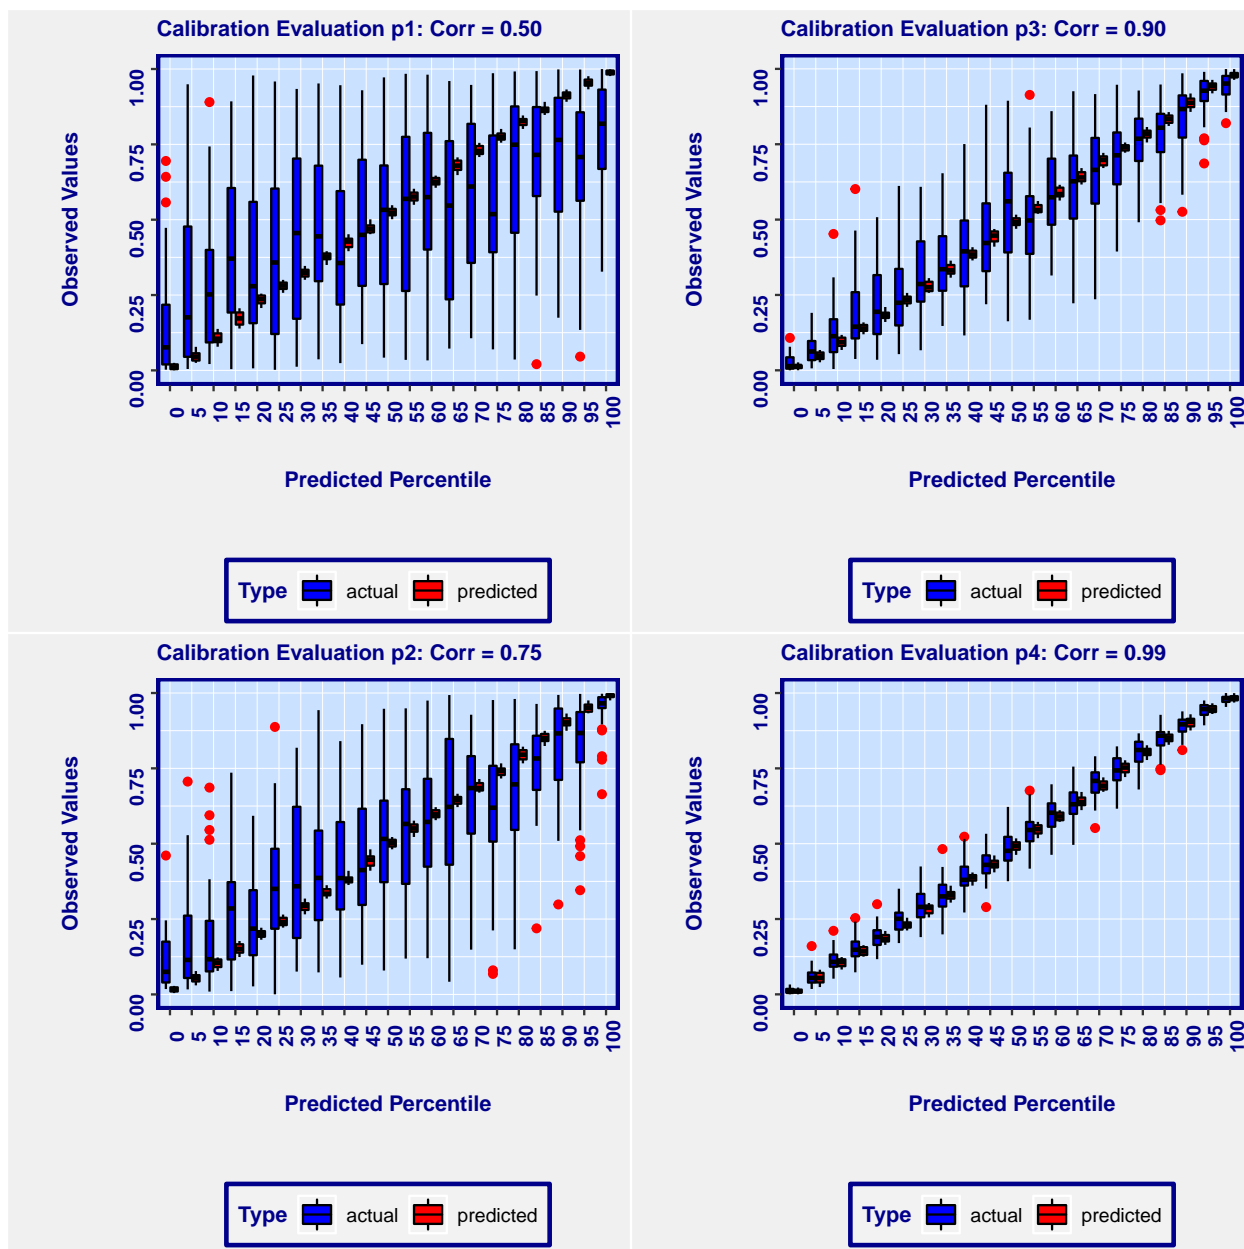 Calibration Evaluation p1: Corr = 0.50
Observed Values
1.00
0.75
0.50
0.25
0.00
0 5 10 15 20 25 30 35 40 45 50 55 60 65 70 75 80 85 90 95 100
Predicted Percentile
Type actual predicted
Calibration Evaluation p3: Corr = 0.90
Observed Values
1.00
0.75
0.50
0.25
0.00
0 5 10 15 20 25 30 35 40 45 50 55 60 65 70 75 80 85 90 95 100
Predicted Percentile
Type actual predicted
Calibration Evaluation p2: Corr = 0.75
Observed Values
1.00
0.75
0.50
0.25
0.00
0 5 10 15 20 25 30 35 40 45 50 55 60 65 70 75 80 85 90 95 100
Predicted Percentile
Type actual predicted
Calibration Evaluation p4: Corr = 0.99
Observed Values
1.00
0.75
0.50
0.25
0.00
0 5 10 15 20 25 30 35 40 45 50 55 60 65 70 75 80 85 90 95 100
Predicted Percentile
Type actual predicted